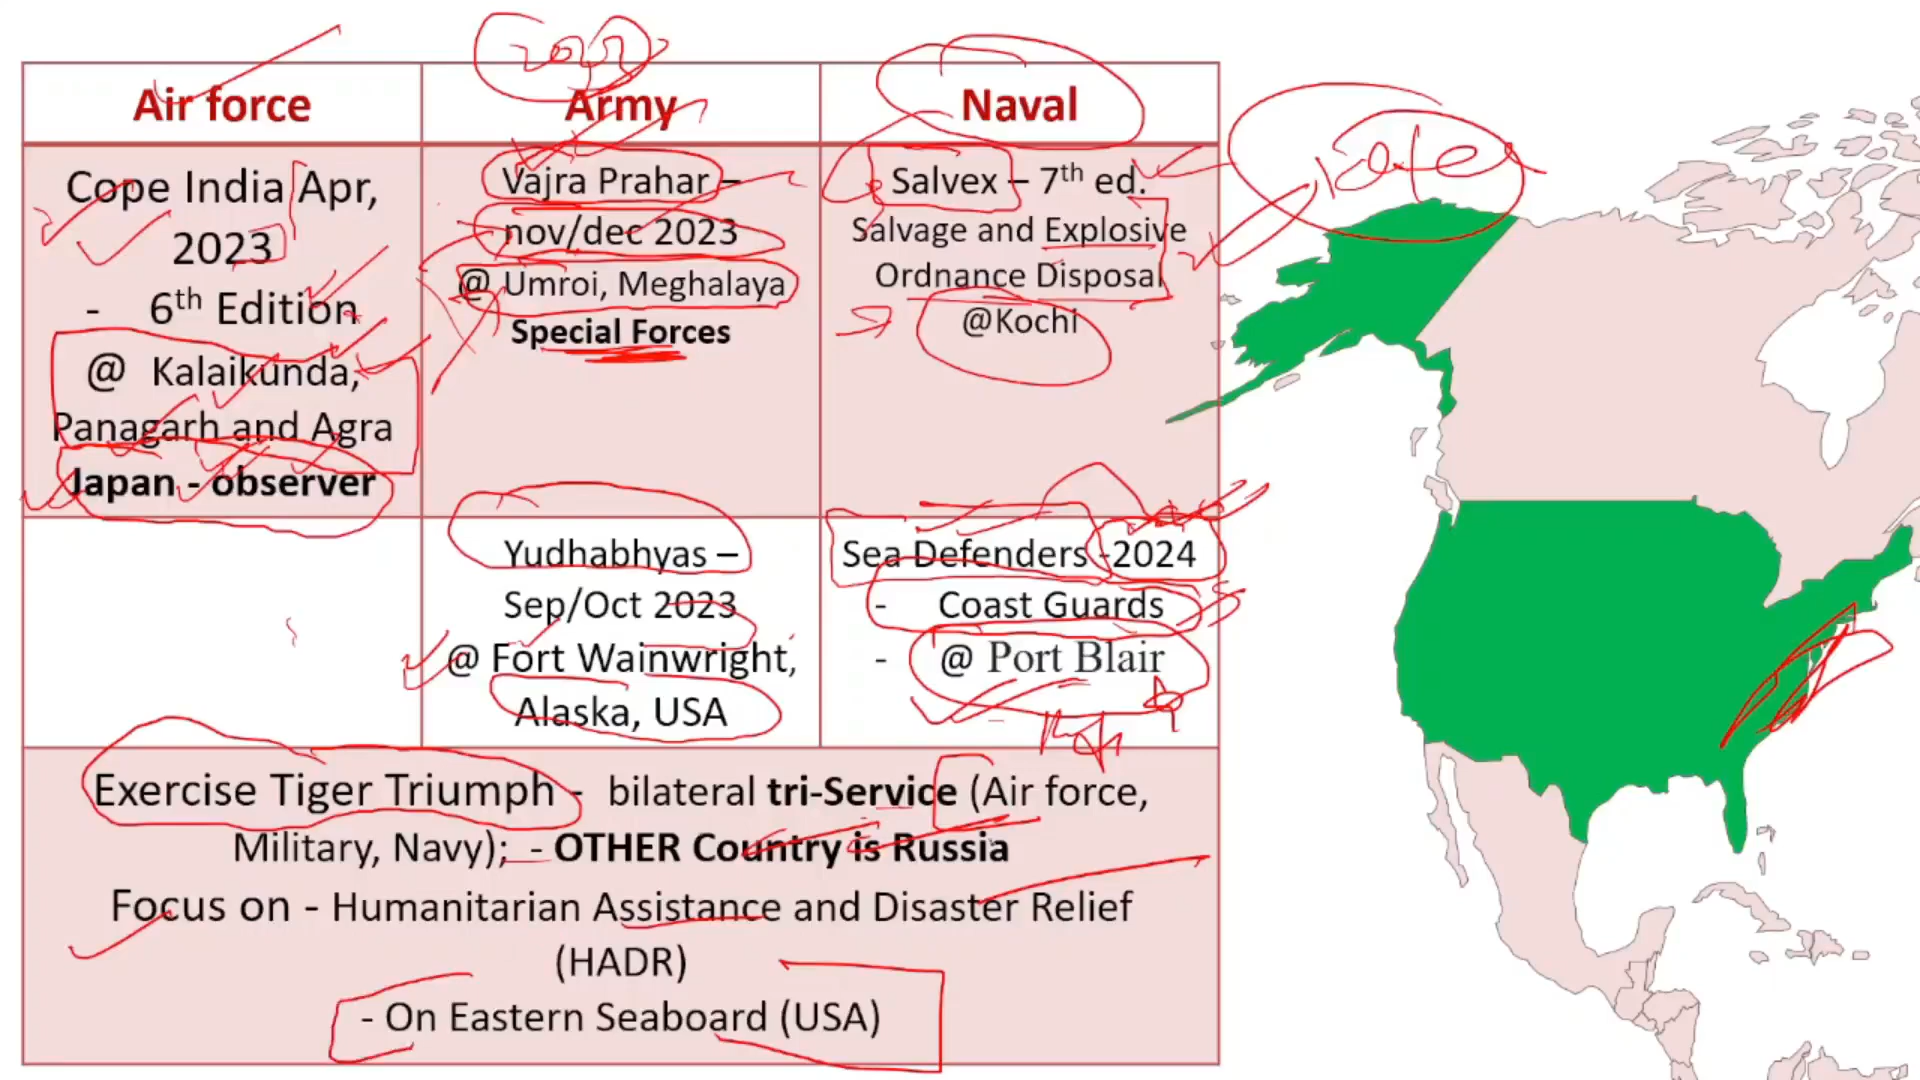 Air force
Army
Naval
Cope India Apr,
2023
- 6th Edition
@ Kalaikunda,
Panagarh and Agra
Japan - observer
Vajra Prahar –
nov/dec 2023
@ Umroi, Meghalaya
Special Forces
Salvex – 7th ed.
Salvage and Explosive
Ordnance Disposal
@Kochi
Yudhabhyas –
Sep/Oct 2023
@ Fort Wainwright,
Alaska, USA
Sea Defenders -2024
- Coast Guards
- @ Port Blair
Exercise Tiger Triumph - bilateral tri-Service (Air force,
Military, Navy); - OTHER Country is Russia
Focus on - Humanitarian Assistance and Disaster Relief
(HADR)
- On Eastern Seaboard (USA)